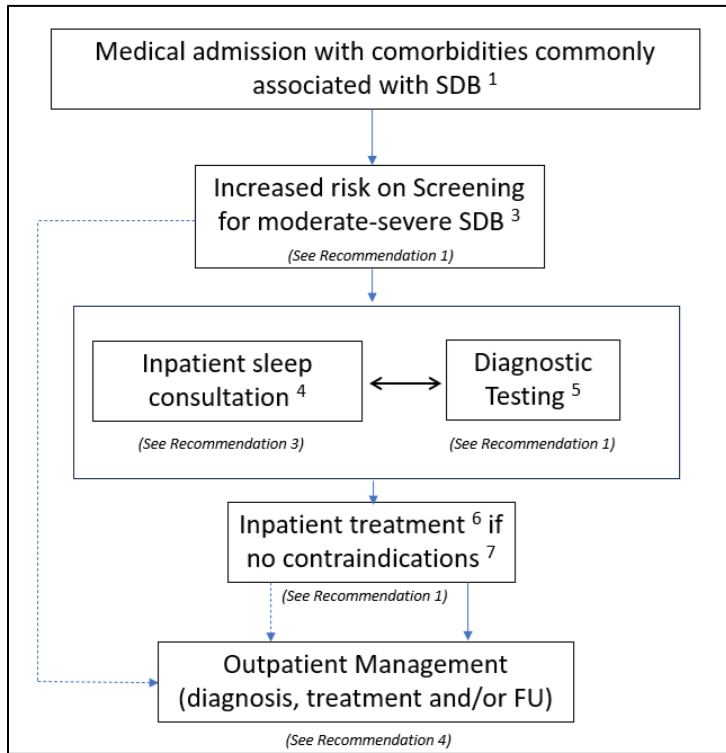 Medical admission with comorbidities commonly
associated with SDB 1
Increased risk on Screening
for moderate-severe SDB 3
(See Recommendation 1)
Inpatient sleep
consultation 4
(See Recommendation 3)
Diagnostic
Testing 5
(See Recommendation 1)
Inpatient treatment 6 if
no contraindications 7
(See Recommendation 1)
Outpatient Management
(diagnosis, treatment and/or FU)
(See Recommendation 4)